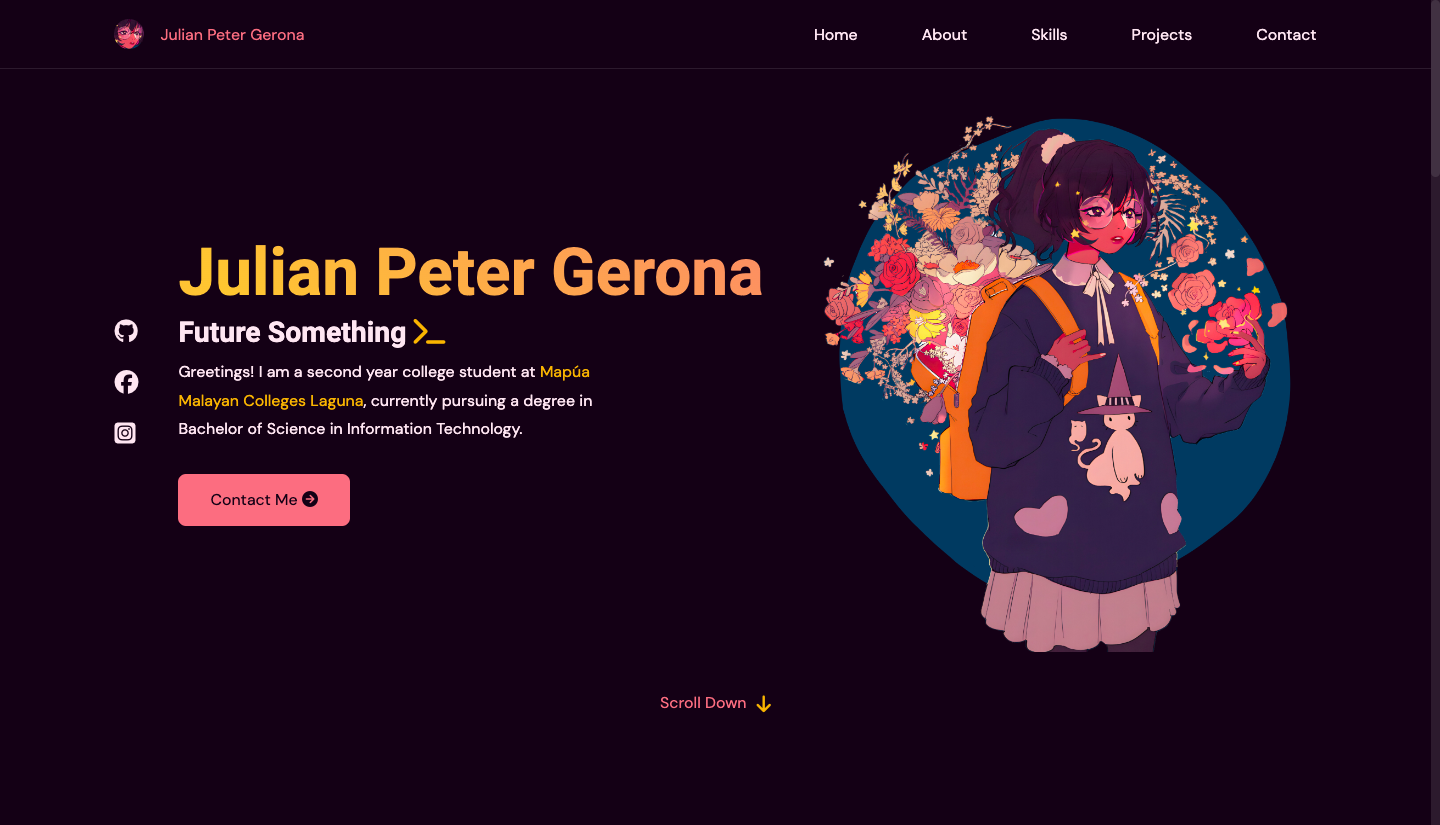 Julian Peter Gerona
Home
About
Skills
Projects
Contact
Julian Peter Gerona
Future Something
Greetings! I am a second year college student at Mapúa
Malayan Colleges Laguna, currently pursuing a degree in
Bachelor of Science in Information Technology.
Contact Me
Scroll Down